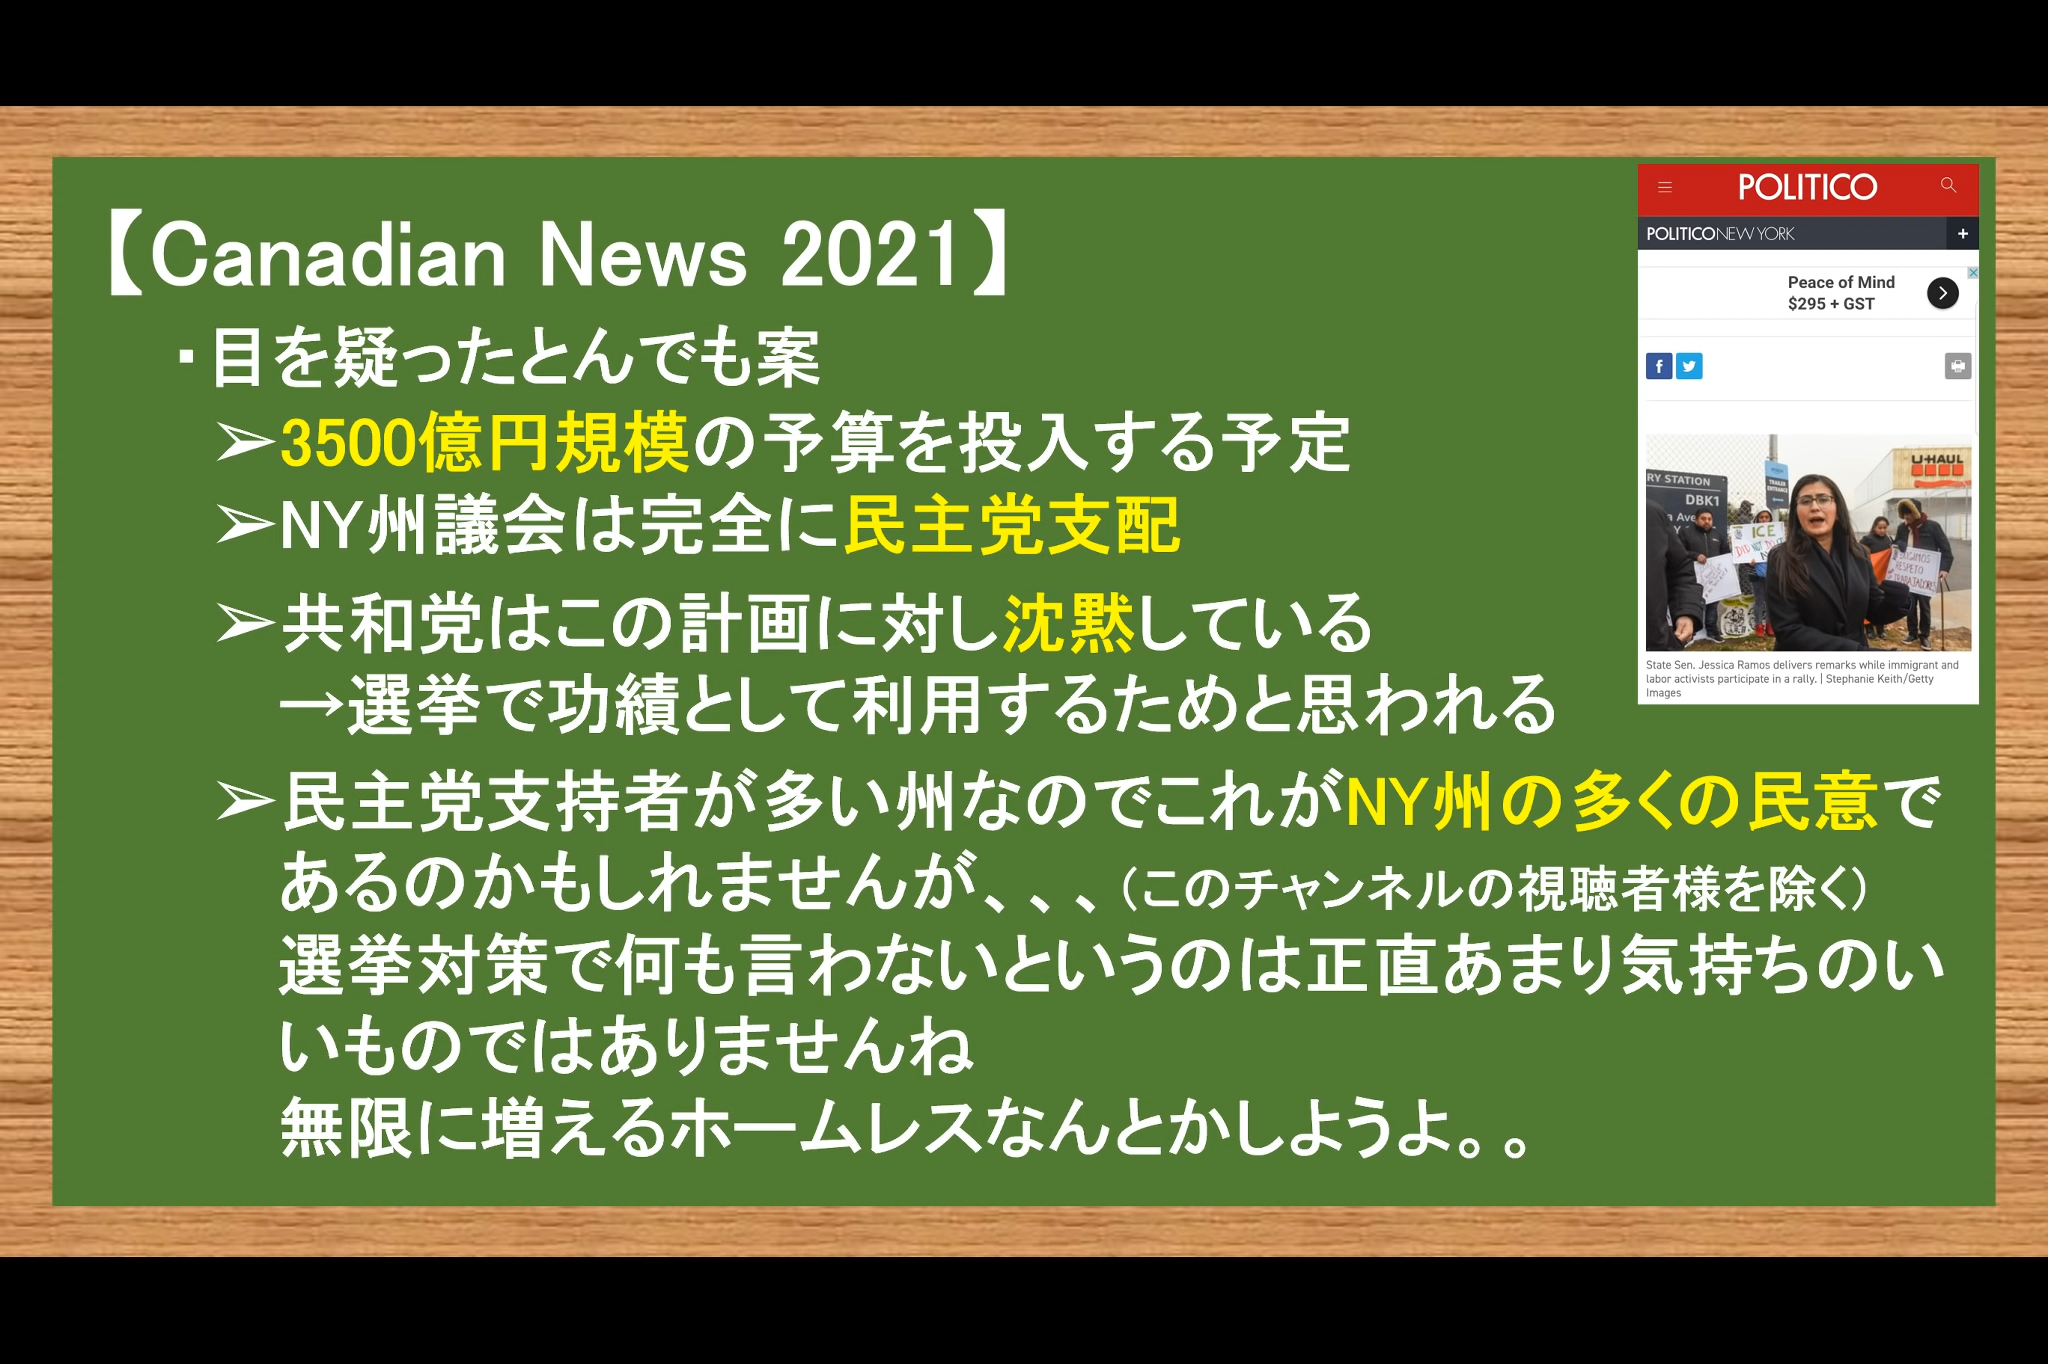 【Canadian News 2021】
・目を疑ったとんでも案
➢3500億円規模の予算を投入する予定
➢NY州議会は完全に民主党支配
➢共和党はこの計画に対し沈黙している
→選挙で功績として利用するためと思われる
➢民主党支持者が多い州なのでこれがNY州の多くの民意で
あるのかもしれませんが、、、（このチャンネルの視聴者様を除く）
選挙対策で何も言わないというのは正直あまり気持ちのい
いものではありませんね
無限に増えるホームレスなんとかしようよ。。
POLITICO
POLITICO NEW YORK
+
Peace of Mind
$295 + GST
RY STATION
DBK1
a Ave
TRAILER
ENTRANCE
U-HAUL
ICE
DID NOT DO IT
EXIGIMOS
RESPETO
TRABAJADORES
State Sen. Jessica Ramos delivers remarks while immigrant and
labor activists participate in a rally. | Stephanie Keith/Getty
Images